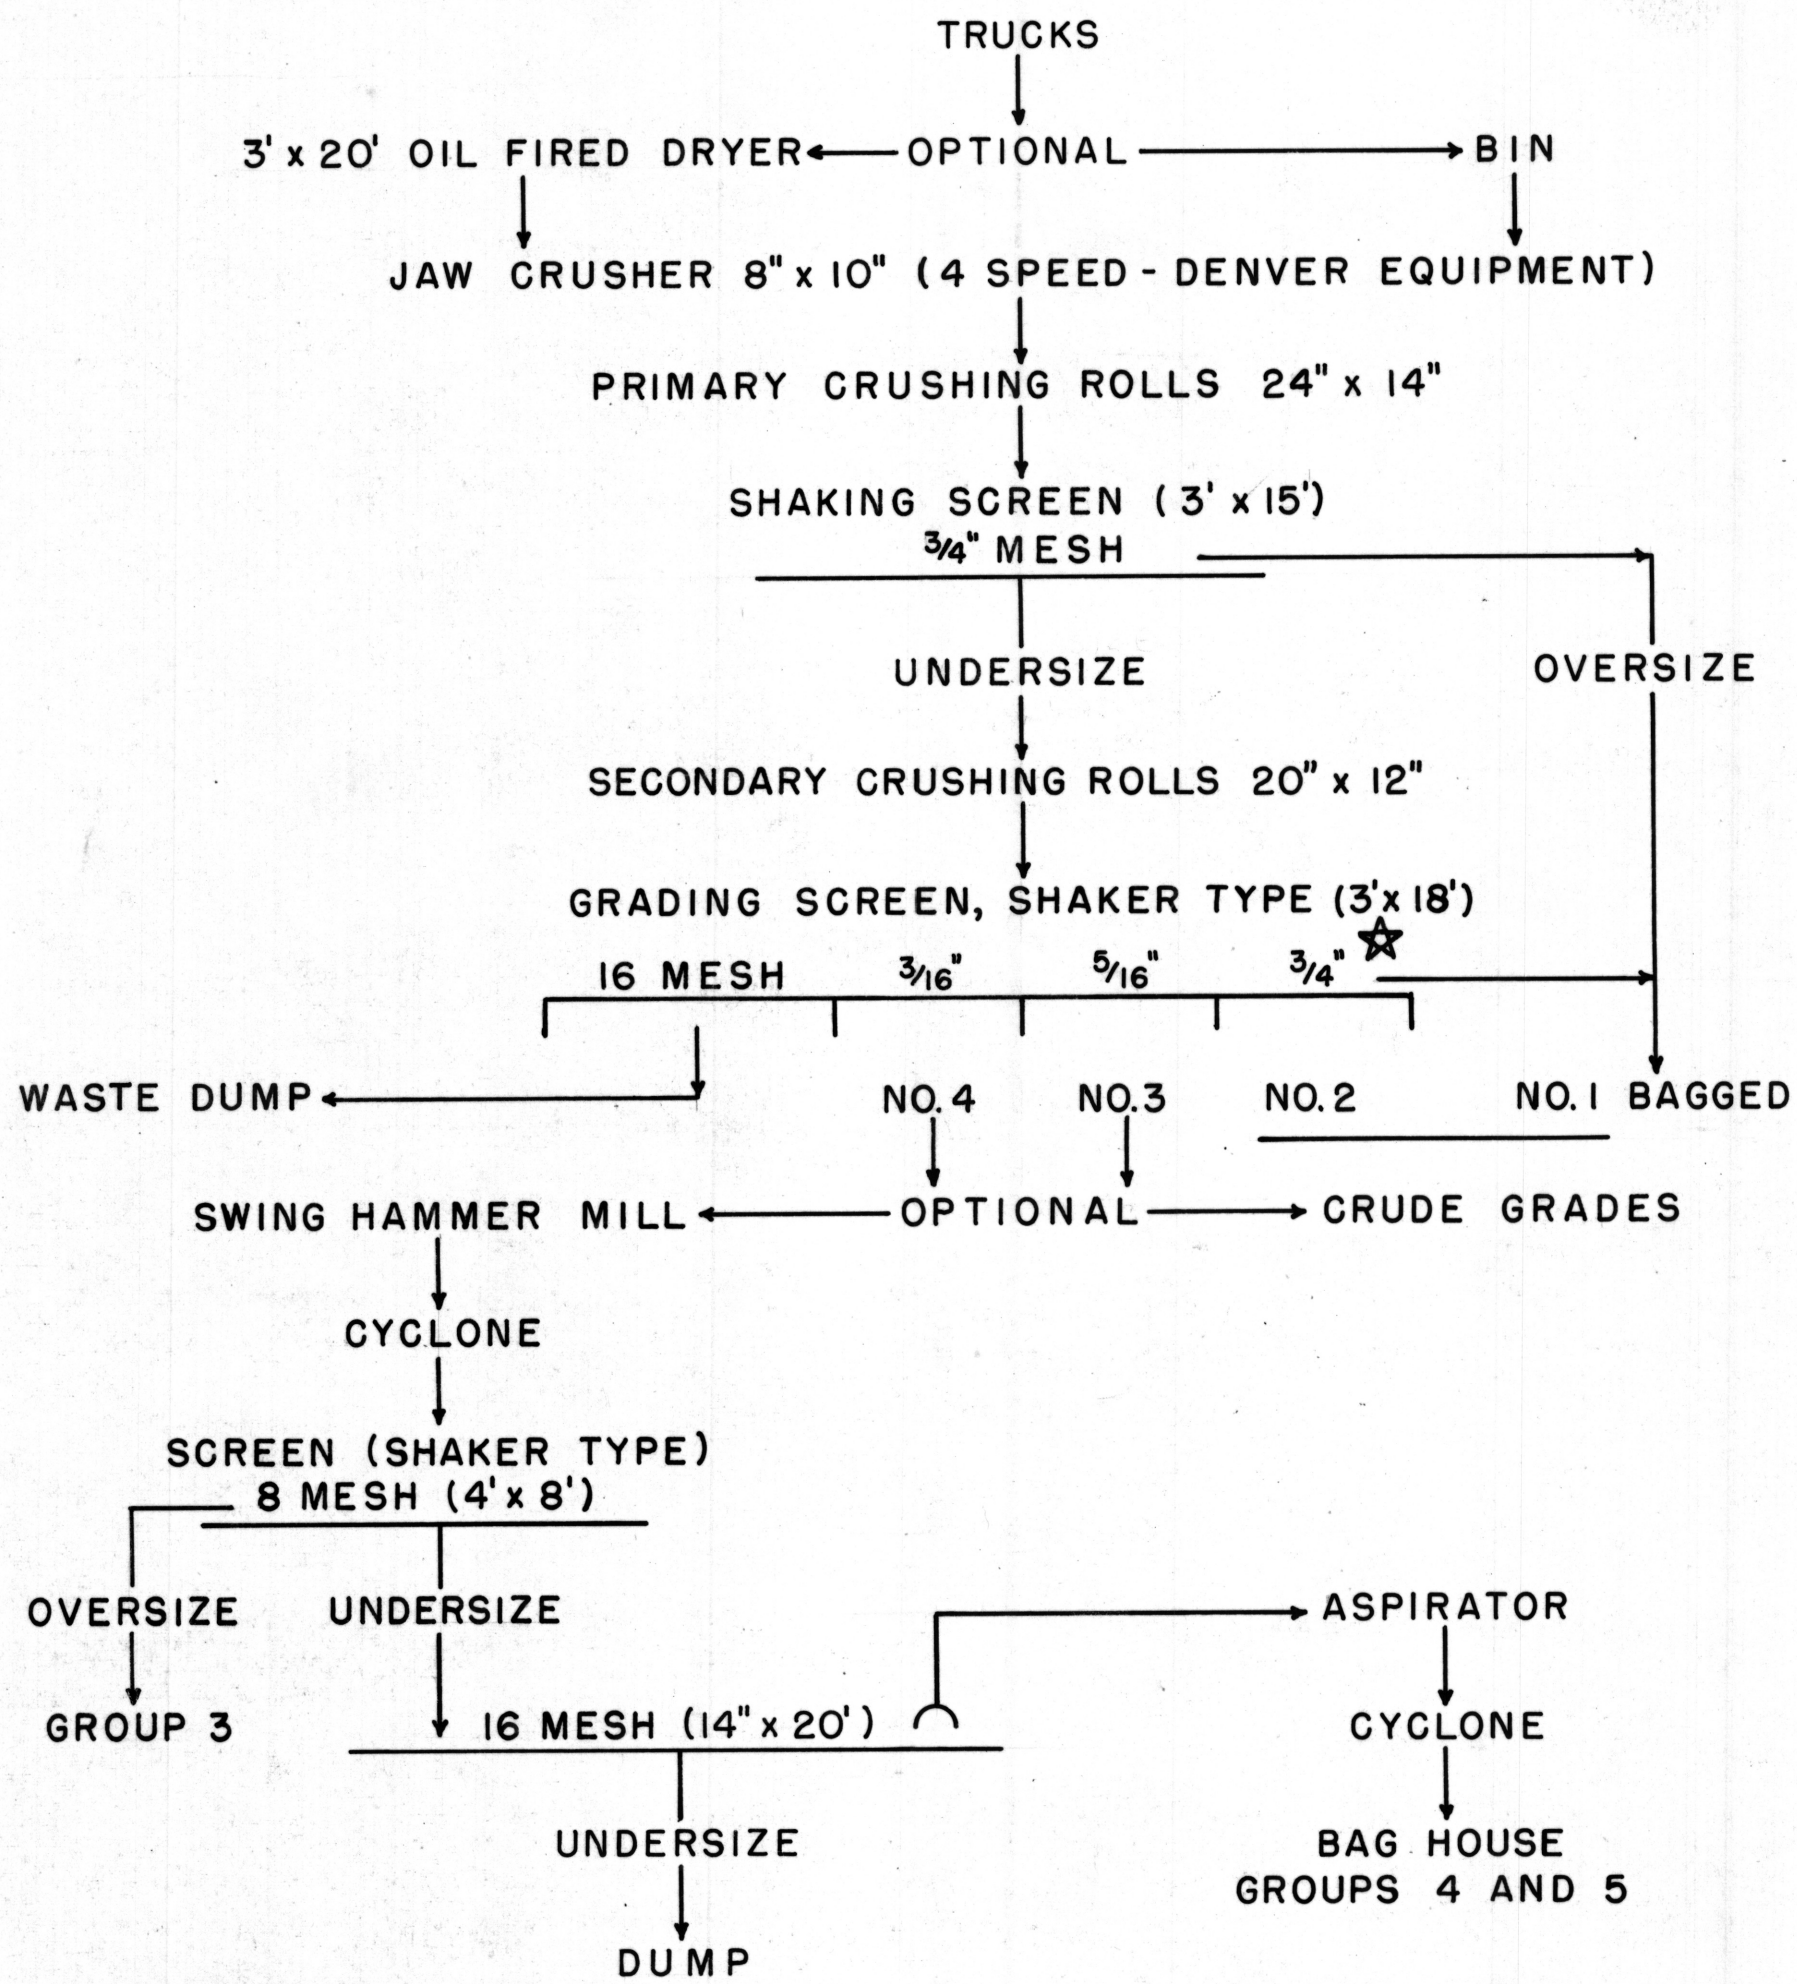 TRUCKS
3' x 20' OIL FIRED DRYER OPTIONAL BIN
JAW CRUSHER 8" x 10" (4 SPEED - DENVER EQUIPMENT)
PRIMARY CRUSHING ROLLS 24" x 14"
SHAKING SCREEN (3' x 15')
3/4" MESH
UNDERSIZE OVERSIZE
SECONDARY CRUSHING ROLLS 20" x 12"
GRADING SCREEN, SHAKER TYPE (3' x 18')
16 MESH 3/16" 5/16" 3/4"
WASTE DUMP NO. 4 NO. 3 NO. 2 NO. 1 BAGGED
SWING HAMMER MILL OPTIONAL CRUDE GRADES
CYCLONE
SCREEN (SHAKER TYPE)
8 MESH (4' x 8')
OVERSIZE UNDERSIZE ASPIRATOR
GROUP 3 16 MESH (14" x 20') CYCLONE
UNDERSIZE BAG HOUSE
GROUPS 4 AND 5
DUMP